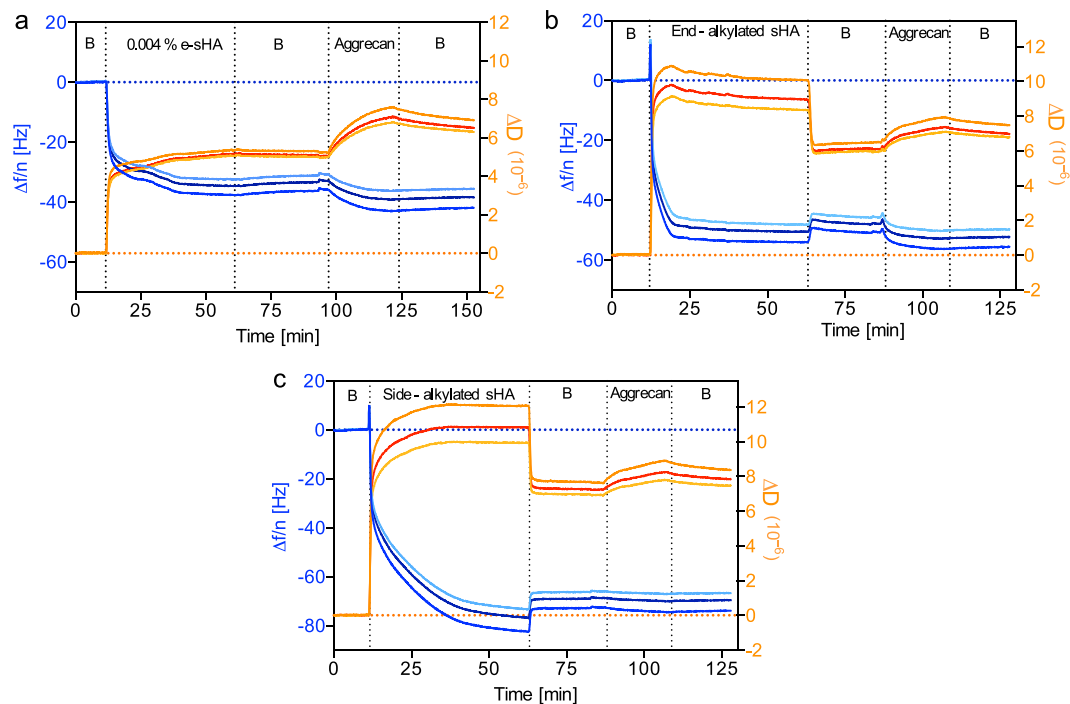 a
B 0.004 % e-sHA B Aggrecan B
20
0
-20
-40
-60
Δf/n [Hz]
12
10
8
6
4
2
0
-2
ΔD (10⁻⁶)
0 25 50 75 100 125 150
Time [min]
b
B End - alkylated sHA B Aggrecan B
20
0
-20
-40
-60
Δf/n [Hz]
12
10
8
6
4
2
0
-2
ΔD (10⁻⁶)
0 25 50 75 100 125
Time [min]
c
B Side - alkylated sHA B Aggrecan B
20
0
-20
-40
-60
-80
Δf/n [Hz]
12
10
8
6
4
2
0
-2
ΔD (10⁻⁶)
0 25 50 75 100 125
Time [min]